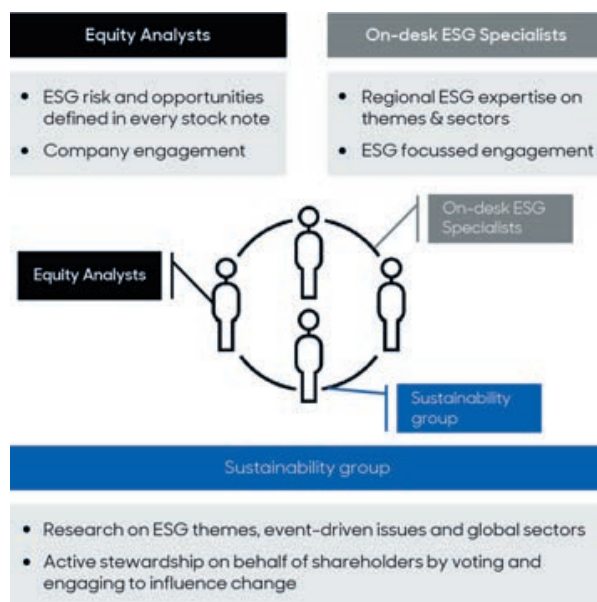 Equity Analysts
On-desk ESG Specialists
• ESG risk and opportunities
defined in every stock note
• Company engagement
• Regional ESG expertise on
themes & sectors
• ESG focussed engagement
On-desk ESG
Specialists
Equity Analysts
Sustainability
group
Sustainability group
• Research on ESG themes, event-driven issues and global sectors
• Active stewardship on behalf of shareholders by voting and
engaging to influence change